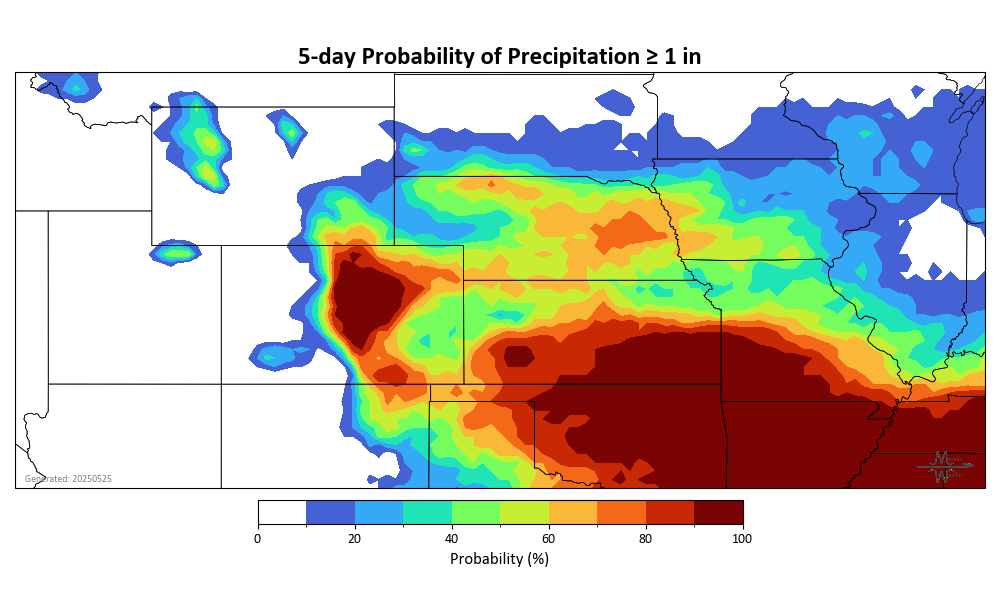 5-day Probability of Precipitation ≥ 1 in
Generated: 20250525
0 20 40 60 80 100
Probability (%)